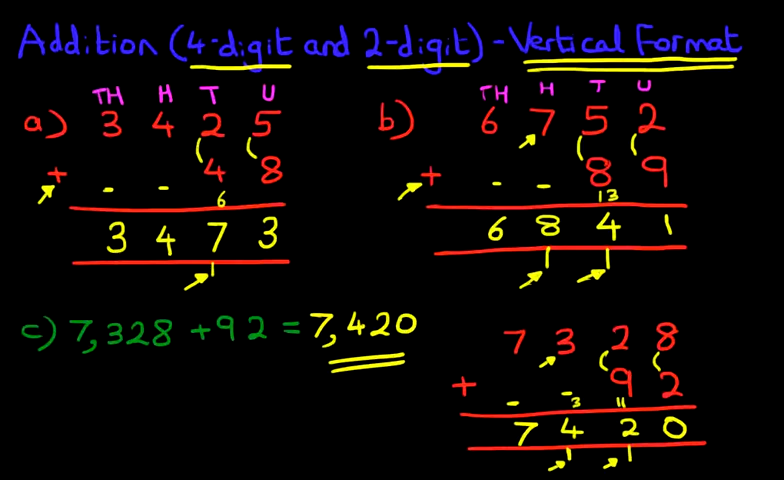 Addition (4-digit and 2-digit) - Vertical Format
TH H T U
a) 3 4 2 5
+ - - 4 8
6
3 4 7 3
1
TH H T U
b) 6 7 5 2
+ - - 8 9
13
6 8 4 1
1 1
c) 7,328 + 92 = 7,420
7 3 2 8
+ - - 9 2
3 11
7 4 2 0
1 1